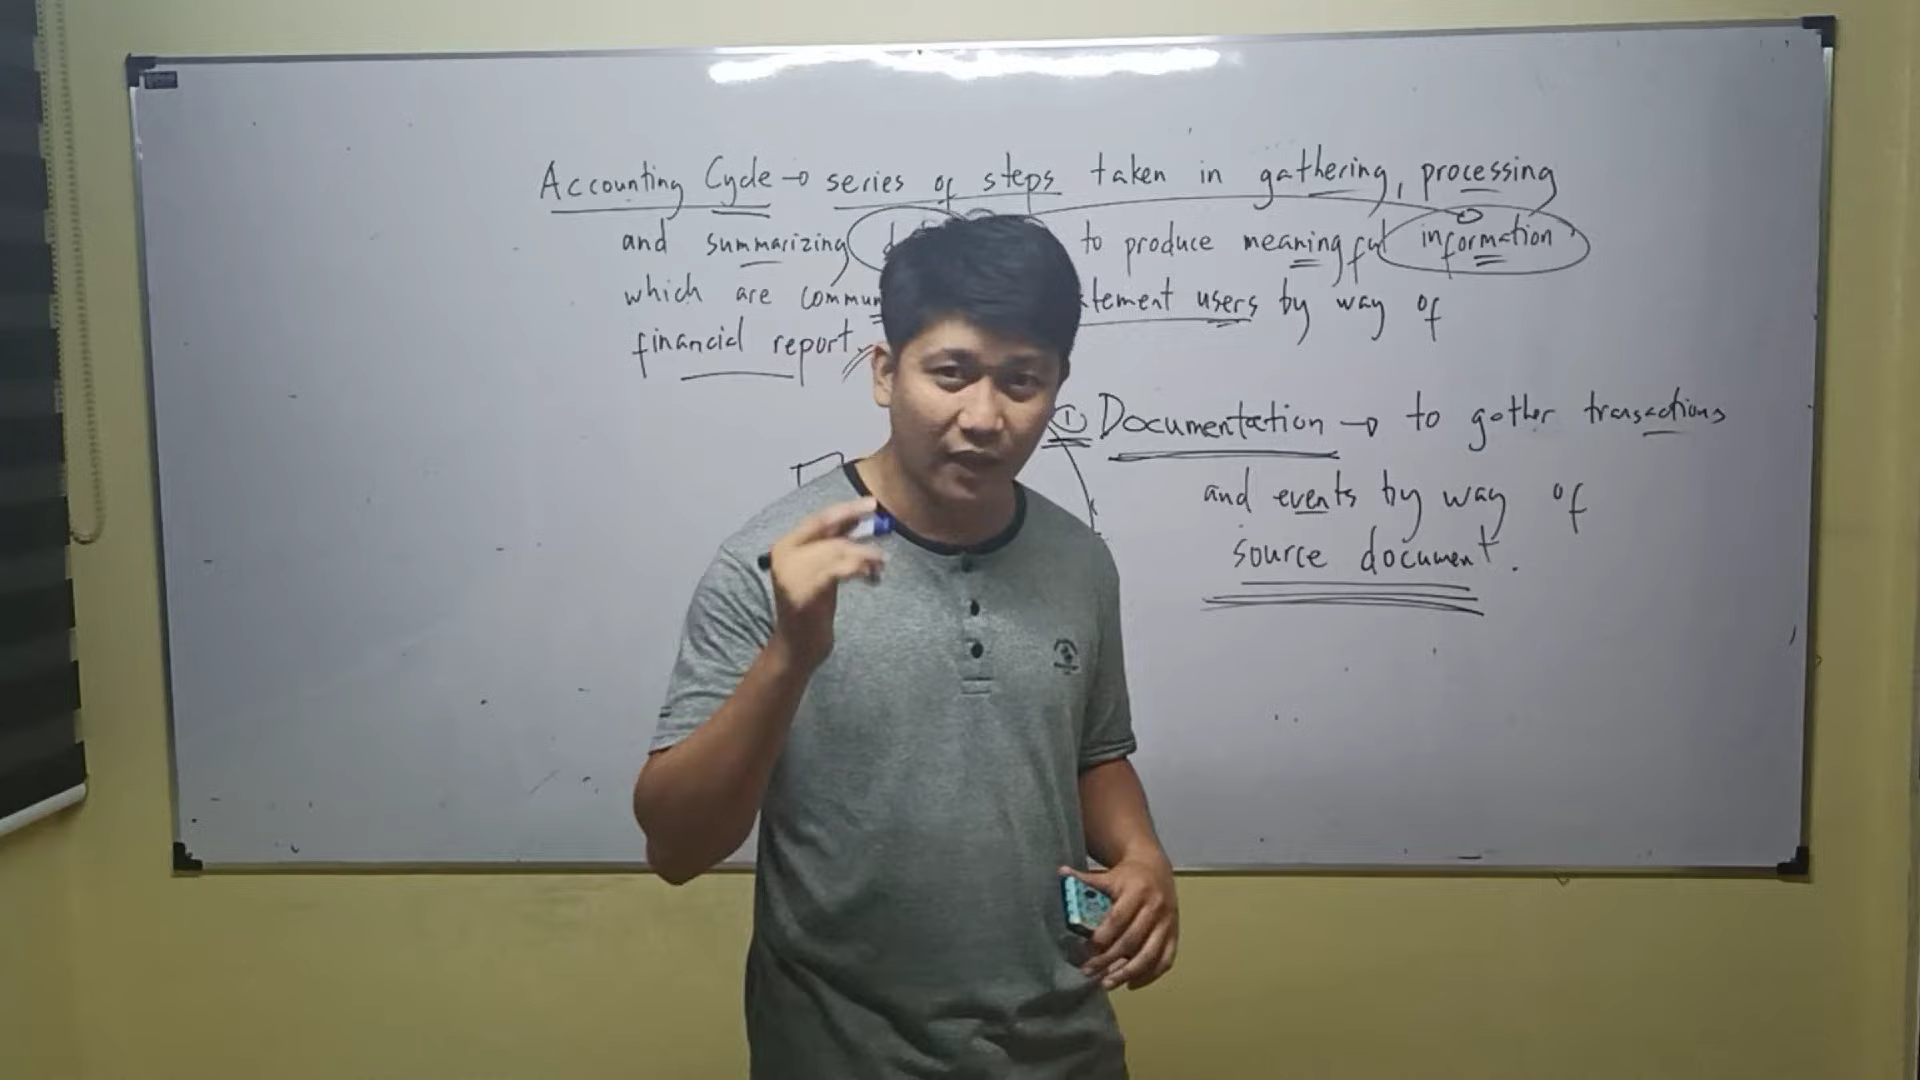 Accounting Cycle → series of steps taken in gathering, processing
and summarizing to produce meaningful information
which are users by way of
financial report.
① Documentation → to gather transactions
and events by way of
source document.